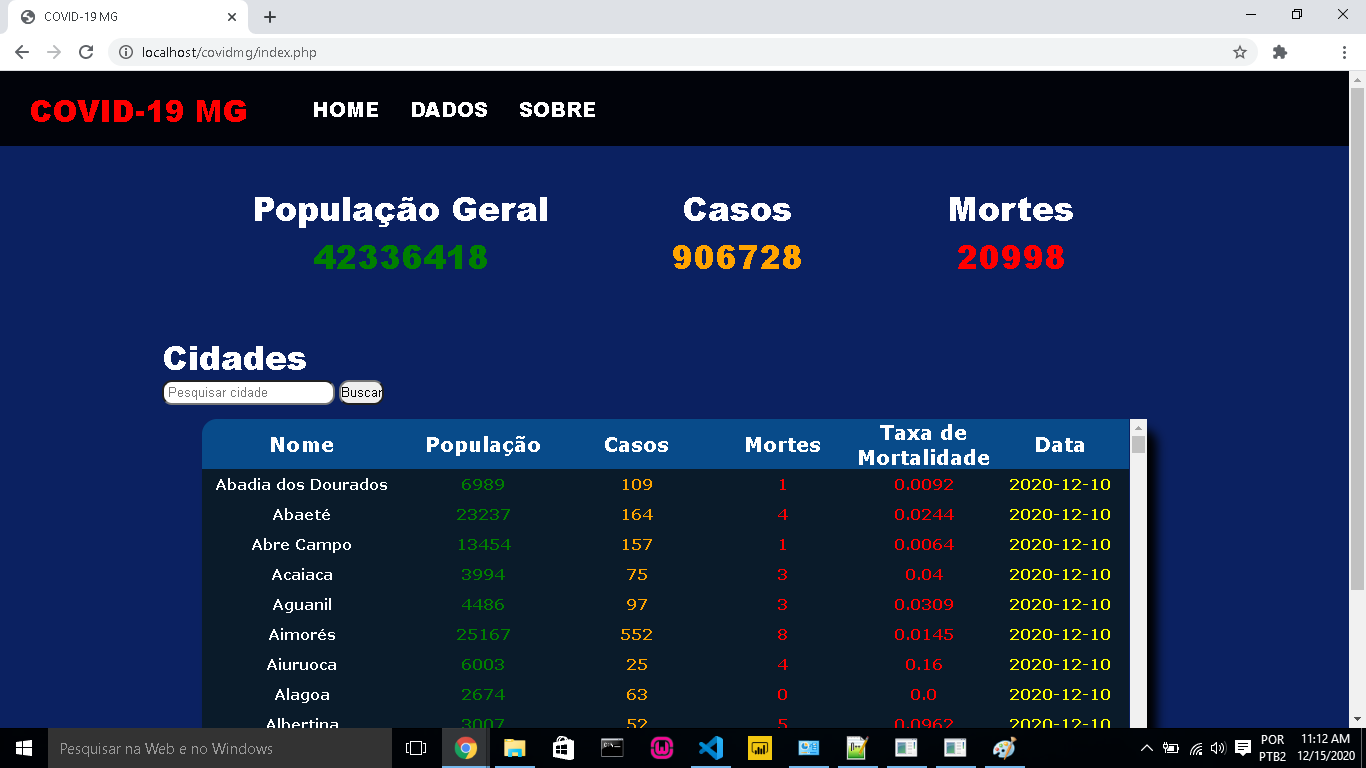 COVID-19 MG
localhost/covidmg/index.php
COVID-19 MG HOME DADOS SOBRE
População Geral Casos Mortes
42336418 906728 20998
Cidades
Pesquisar cidade Buscar
Nome População Casos Mortes Taxa de Mortalidade Data
Abadia dos Dourados 6989 109 1 0.0092 2020-12-10
Abaeté 23237 164 4 0.0244 2020-12-10
Abre Campo 13454 157 1 0.0064 2020-12-10
Acaiaca 3994 75 3 0.04 2020-12-10
Aguanil 4486 97 3 0.0309 2020-12-10
Aimorés 25167 552 8 0.0145 2020-12-10
Aiuruoca 6003 25 4 0.16 2020-12-10
Alagoa 2674 63 0 0.0 2020-12-10
Albertina 3007 52 5 0.0962 2020-12-10
Pesquisar na Web e no Windows
POR 11:12 AM
PTB2 12/15/2020